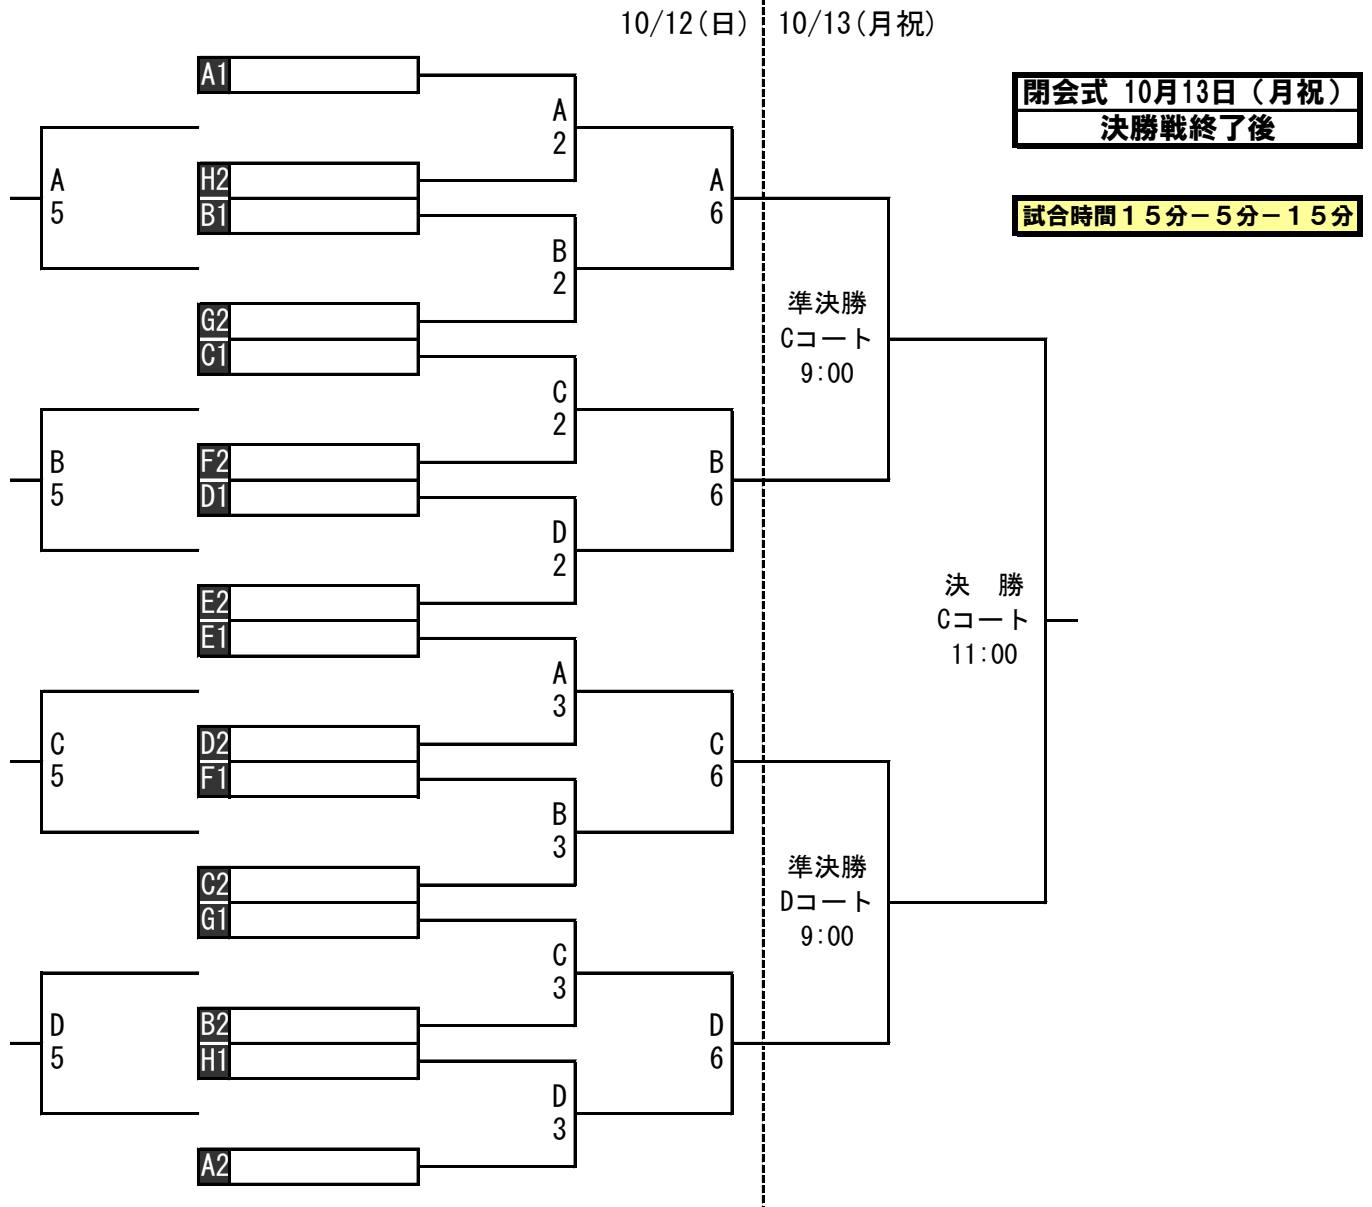 10/12(日)
10/13(月祝)
閉会式 10月13日（月祝）
決勝戦終了後
試合時間１５分－５分－１５分
A1
A
2
H2
B1
A
5
A
6
B
2
G2
C1
準決勝
Cコート
9:00
C
2
F2
D1
B
5
B
6
D
2
E2
E1
決　勝
Cコート
11:00
A
3
D2
F1
C
5
C
6
B
3
C2
G1
準決勝
Dコート
9:00
C
3
B2
H1
D
5
D
6
D
3
A2